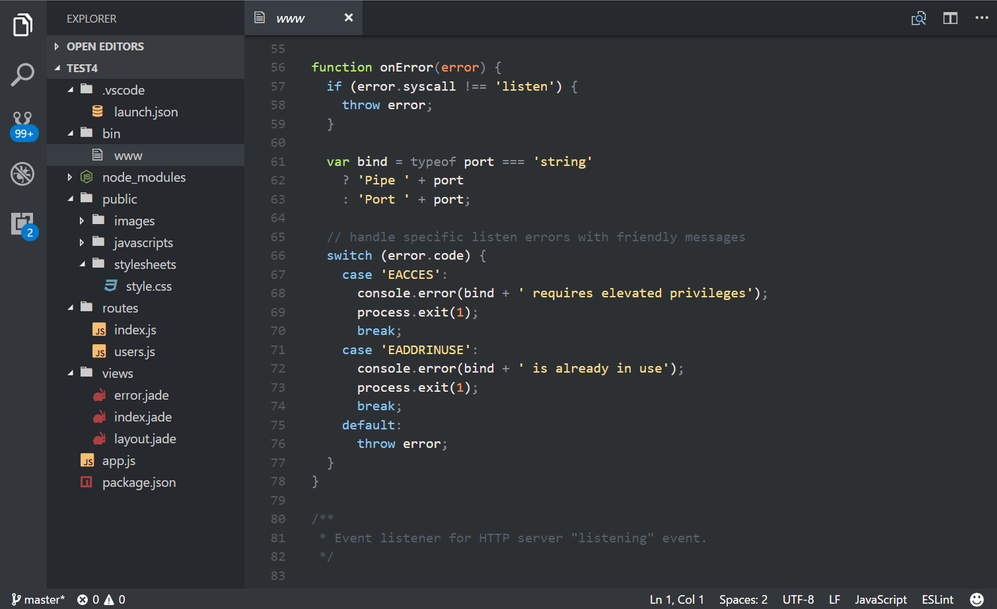 EXPLORER
OPEN EDITORS
TEST4
.vscode
launch.json
bin
www
node_modules
public
images
javascripts
stylesheets
style.css
routes
index.js
users.js
views
error.jade
index.jade
layout.jade
app.js
package.json
99+
2
www
55
56 function onError(error) {
57   if (error.syscall !== 'listen') {
58     throw error;
59   }
60
61   var bind = typeof port === 'string'
62     ? 'Pipe ' + port
63     : 'Port ' + port;
64
65   // handle specific listen errors with friendly messages
66   switch (error.code) {
67     case 'EACCES':
68       console.error(bind + ' requires elevated privileges');
69       process.exit(1);
70       break;
71     case 'EADDRINUSE':
72       console.error(bind + ' is already in use');
73       process.exit(1);
74       break;
75     default:
76       throw error;
77   }
78 }
79
80 /**
81  * Event listener for HTTP server "listening" event.
82  */
83
master* 0 0 Ln 1, Col 1 Spaces: 2 UTF-8 LF JavaScript ESLint